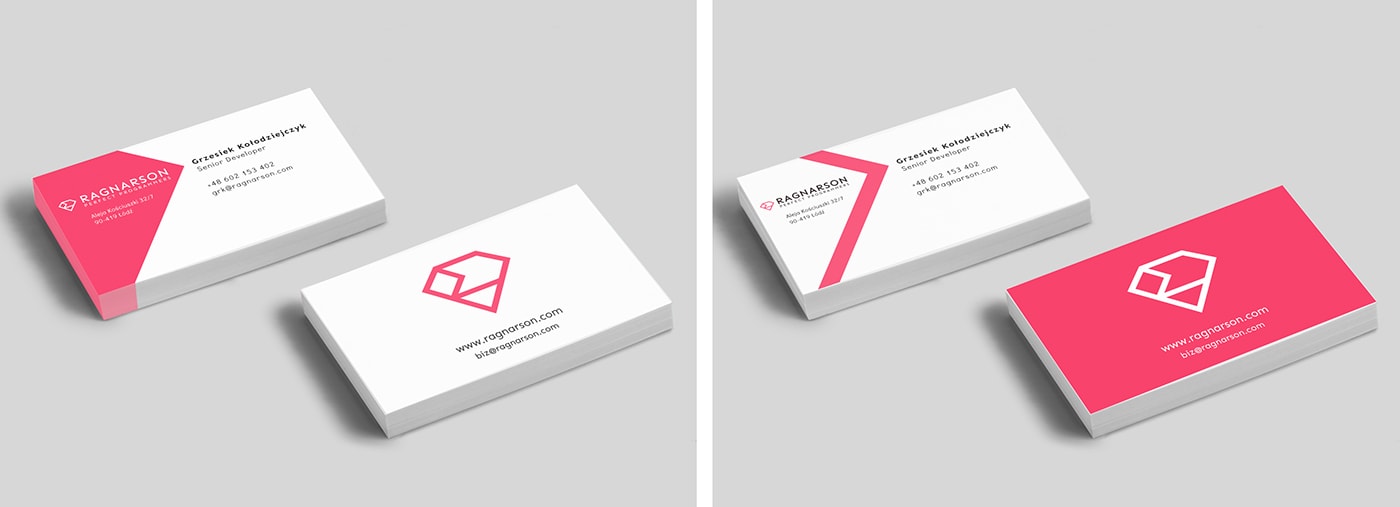 RAGNARSON
PERFECT PROGRAMMERS
Aleja Kościuszki 32/7
90-419 Łódź
Grzesiek Kołodziejczyk
Senior Developer
+48 602 153 402
grk@ragnarson.com
www.ragnarson.com
biz@ragnarson.com
RAGNARSON
PERFECT PROGRAMMERS
Aleja Kościuszki 32/7
90-419 Łódź
Grzesiek Kołodziejczyk
Senior Developer
+48 602 153 402
grk@ragnarson.com
www.ragnarson.com
biz@ragnarson.com